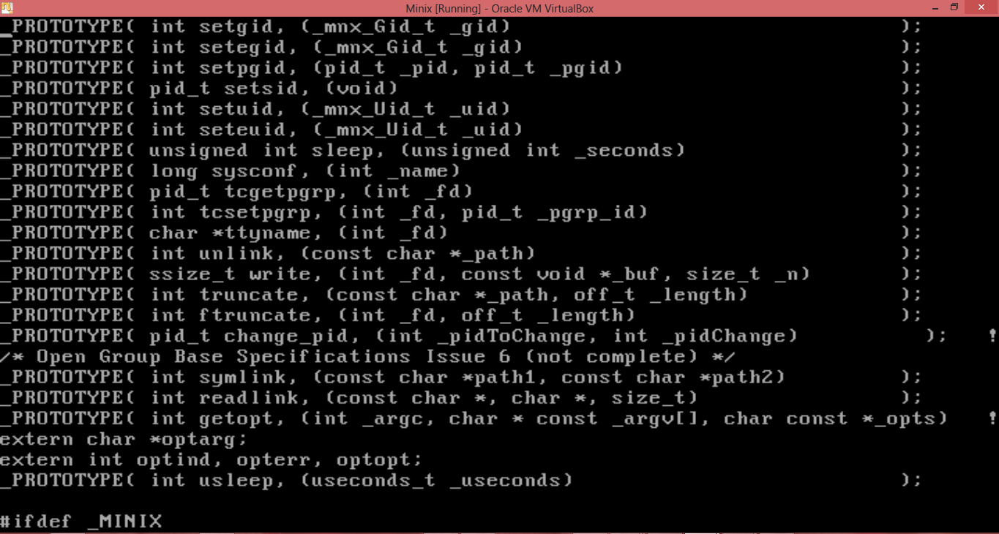 Minix [Running] - Oracle VM VirtualBox
_PROTOTYPE( int setgid, (_mnx_Gid_t _gid) );
_PROTOTYPE( int setegid, (_mnx_Gid_t _gid) );
_PROTOTYPE( int setpgid, (pid_t _pid, pid_t _pgid) );
_PROTOTYPE( pid_t setsid, (void) );
_PROTOTYPE( int setuid, (_mnx_Uid_t _uid) );
_PROTOTYPE( int seteuid, (_mnx_Uid_t _uid) );
_PROTOTYPE( unsigned int sleep, (unsigned int _seconds) );
_PROTOTYPE( long sysconf, (int _name) );
_PROTOTYPE( pid_t tcgetpgrp, (int _fd) );
_PROTOTYPE( int tcsetpgrp, (int _fd, pid_t _pgrp_id) );
_PROTOTYPE( char *ttyname, (int _fd) );
_PROTOTYPE( int unlink, (const char *_path) );
_PROTOTYPE( ssize_t write, (int _fd, const void *_buf, size_t _n) );
_PROTOTYPE( int truncate, (const char *_path, off_t _length) );
_PROTOTYPE( int ftruncate, (int _fd, off_t _length) );
_PROTOTYPE( pid_t change_pid, (int _pidToChange, int _pidChange) ); !
/* Open Group Base Specifications Issue 6 (not complete) */
_PROTOTYPE( int symlink, (const char *path1, const char *path2) );
_PROTOTYPE( int readlink, (const char *, char *, size_t) );
_PROTOTYPE( int getopt, (int _argc, char * const _argv[], char const *_opts) !
extern char *optarg;
extern int optind, opterr, optopt;
_PROTOTYPE( int usleep, (useconds_t _useconds) );
#ifdef _MINIX